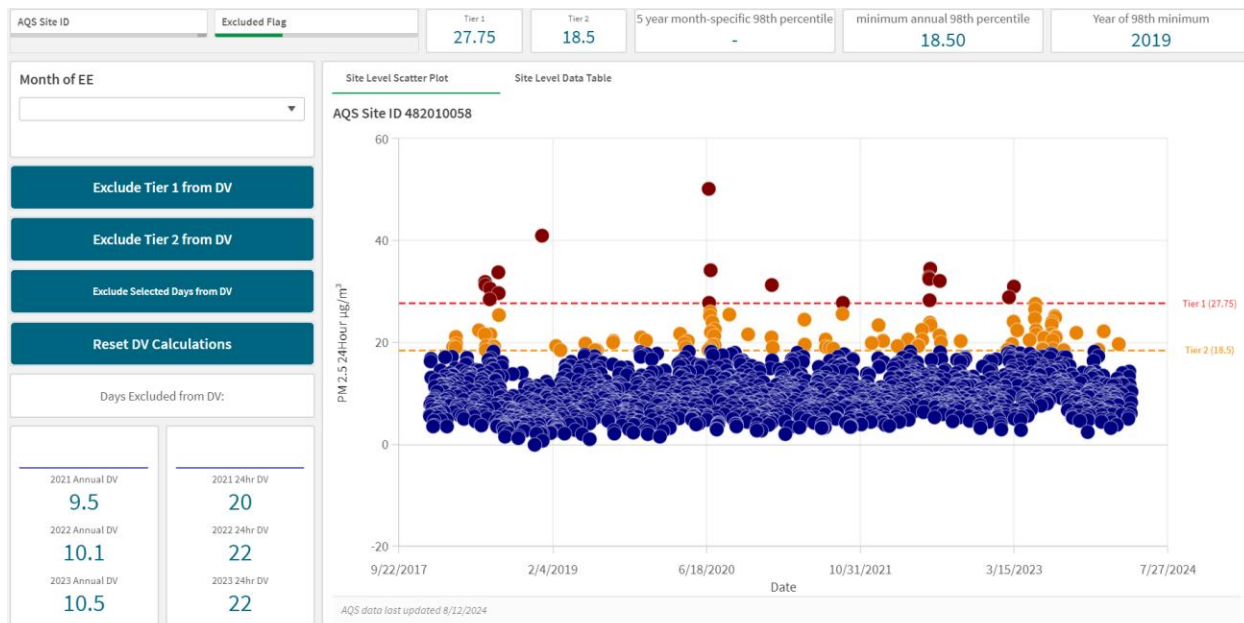 AQS Site ID
Excluded Flag
Tier 1
27.75
Tier 2
18.5
5 year month-specific 98th percentile
-
minimum annual 98th percentile
18.50
Year of 98th minimum
2019
Month of EE
Exclude Tier 1 from DV
Exclude Tier 2 from DV
Exclude Selected Days from DV
Reset DV Calculations
Days Excluded from DV:
2021 Annual DV
9.5
2022 Annual DV
10.1
2023 Annual DV
10.5
2021 24hr DV
20
2022 24hr DV
22
2023 24hr DV
22
Site Level Scatter Plot
Site Level Data Table
AQS Site ID 482010058
PM 2.5 24Hour µg/m³
60
40
20
0
-20
Tier 1 (27.75)
Tier 2 (18.5)
9/22/2017
2/4/2019
6/18/2020
10/31/2021
3/15/2023
7/27/2024
Date
AQS data last updated 8/12/2024